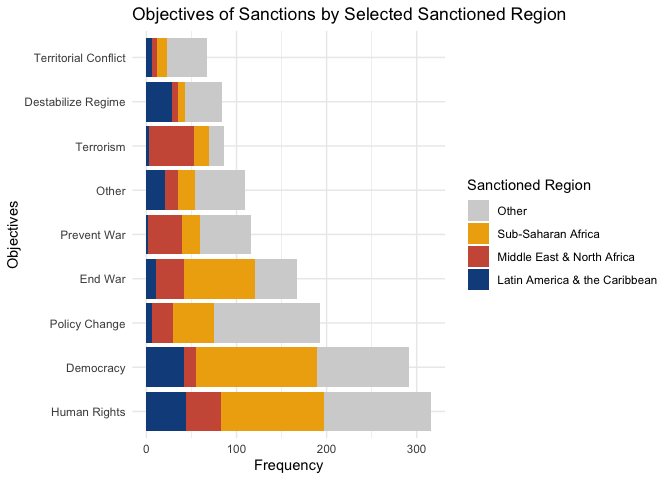 Objectives of Sanctions by Selected Sanctioned Region
Objectives
Territorial Conflict
Destabilize Regime
Terrorism
Other
Prevent War
End War
Policy Change
Democracy
Human Rights
0 100 200 300
Frequency
Sanctioned Region
Other
Sub-Saharan Africa
Middle East & North Africa
Latin America & the Caribbean